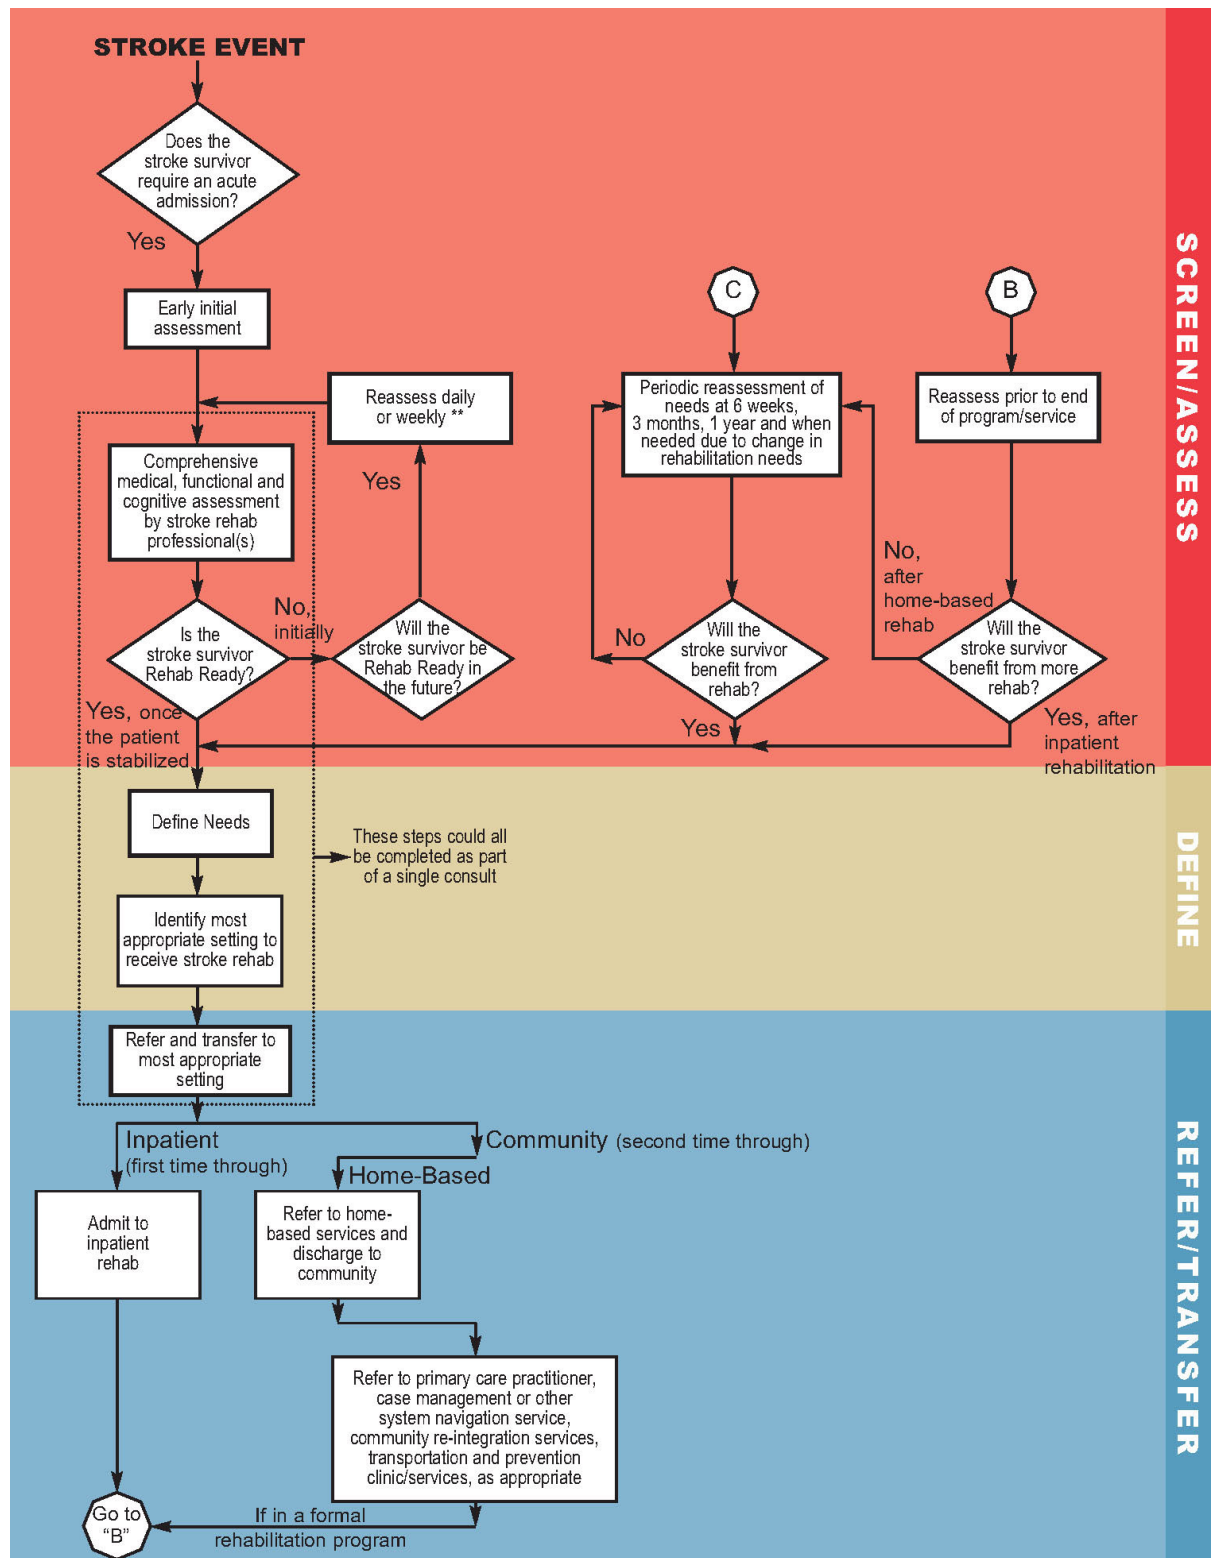 STROKE EVENT
Does the
stroke survivor
require an acute
admission?
Yes
Early initial
assessment
Reassess daily
or weekly **
Comprehensive
medical, functional and
cognitive assessment
by stroke rehab
professional(s)
Yes
Is the
stroke survivor
Rehab Ready?
No,
initially
Will the
stroke survivor be
Rehab Ready in
the future?
Yes, once
the patient
is stabilized
C
Periodic reassessment of
needs at 6 weeks,
3 months, 1 year and when
needed due to change in
rehabilitation needs
No
Will the
stroke survivor
benefit from
rehab?
Yes
B
Reassess prior to end
of program/service
No,
after
home-based
rehab
Will the
stroke survivor
benefit from more
rehab?
Yes, after
inpatient
rehabilitation
SCREEN/ASSESS
Define Needs
These steps could all
be completed as part
of a single consult
Identify most
appropriate setting to
receive stroke rehab
DEFINE
Refer and transfer to
most appropriate
setting
Inpatient
(first time through)
Community (second time through)
Home-Based
Admit to
inpatient
rehab
Refer to home-
based services and
discharge to
community
Refer to primary care practitioner,
case management or other
system navigation service,
community re-integration services,
transportation and prevention
clinic/services, as appropriate
Go to
“B”
If in a formal
rehabilitation program
REFER/TRANSFER